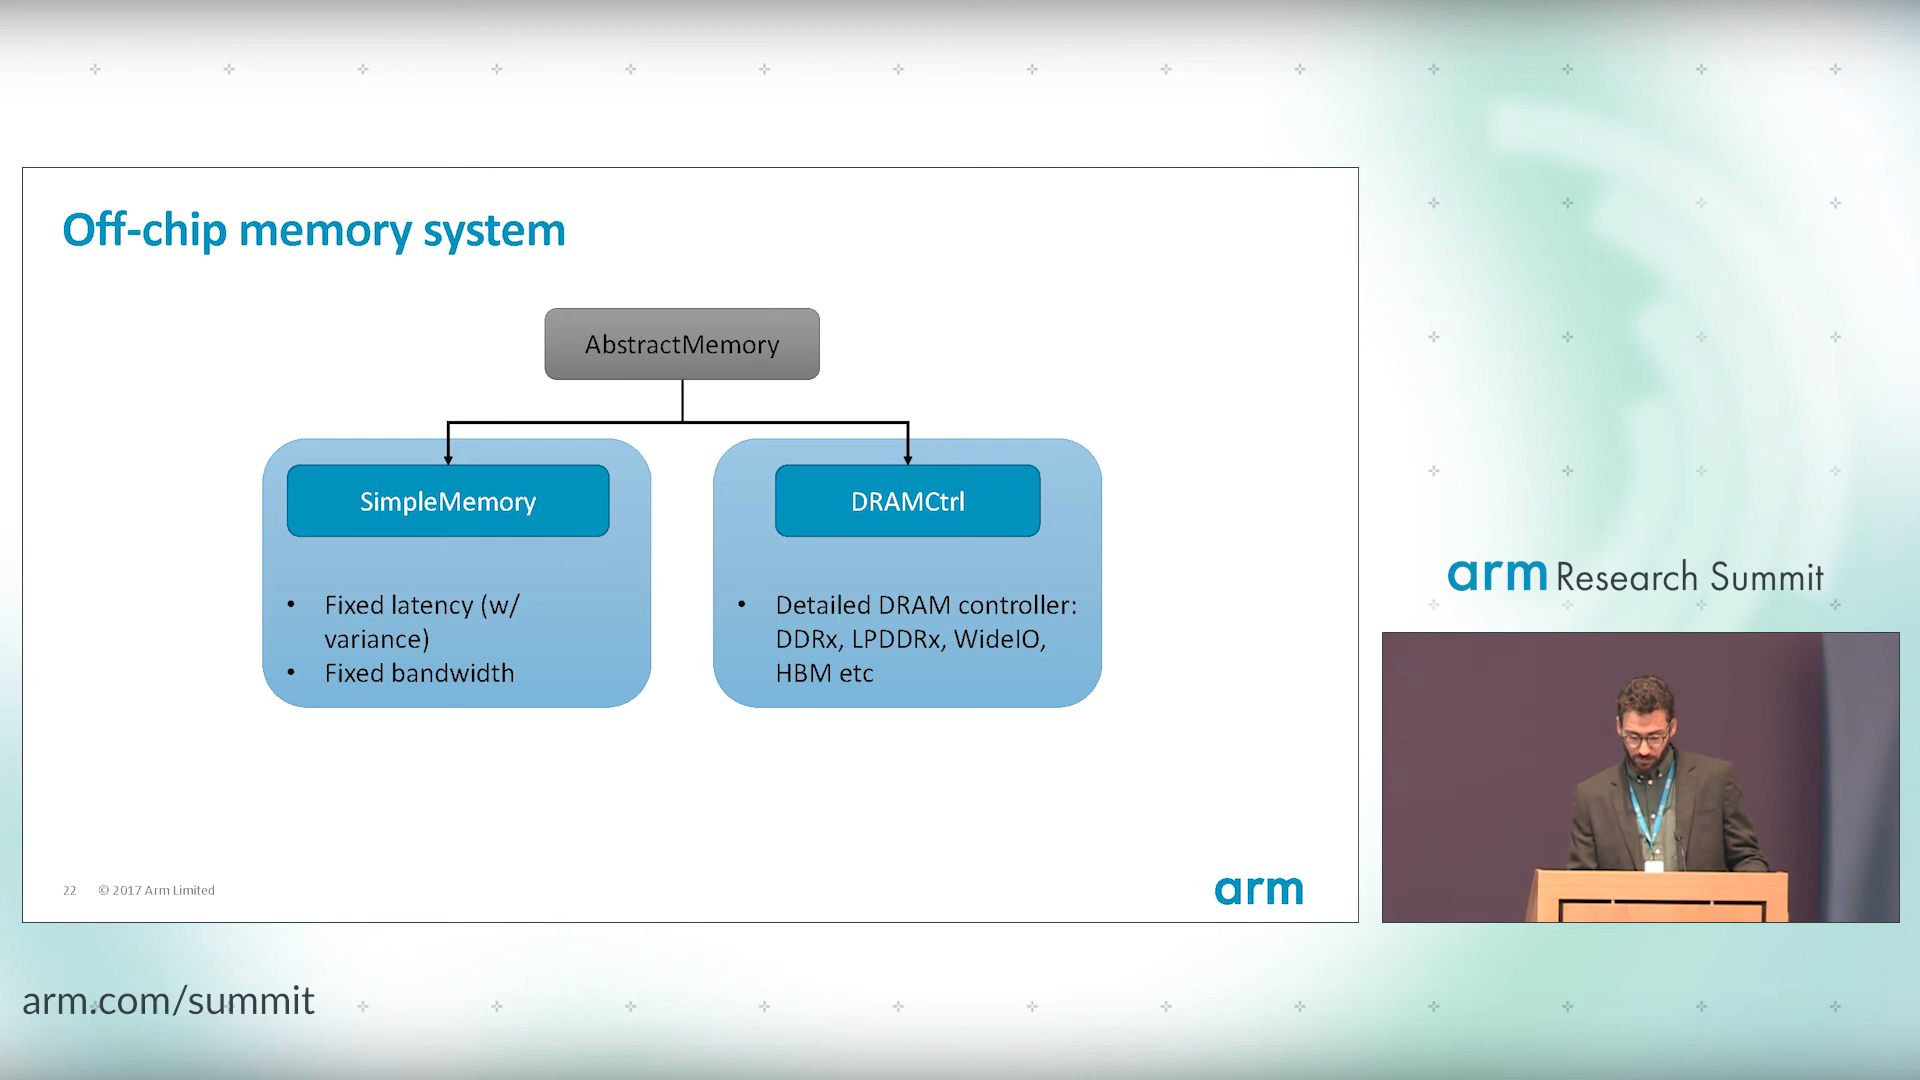 Off-chip memory system
AbstractMemory
SimpleMemory
• Fixed latency (w/
variance)
• Fixed bandwidth
DRAMCtrl
• Detailed DRAM controller:
DDRx, LPDDRx, WideIO,
HBM etc
22 © 2017 Arm Limited
arm
arm Research Summit
arm.com/summit